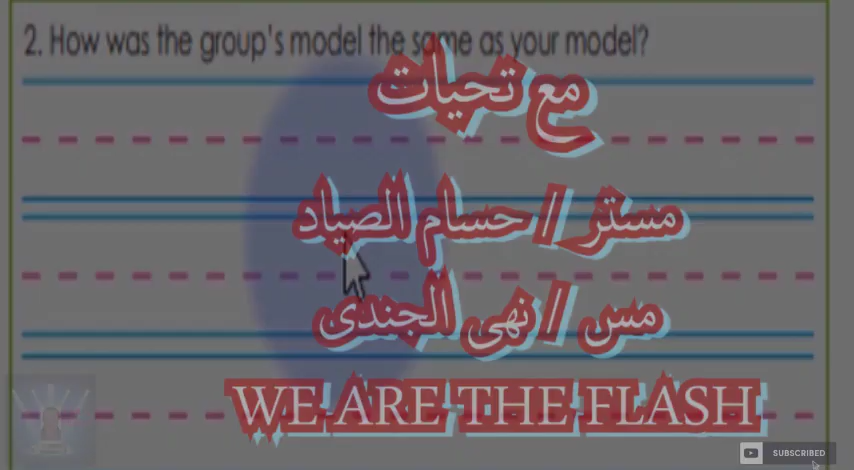 2. How was the group's model the same as your model?
مع تحيات
مستر / حسام الصياد
مس / نهى الجندى
WE ARE THE FLASH
SUBSCRIBED